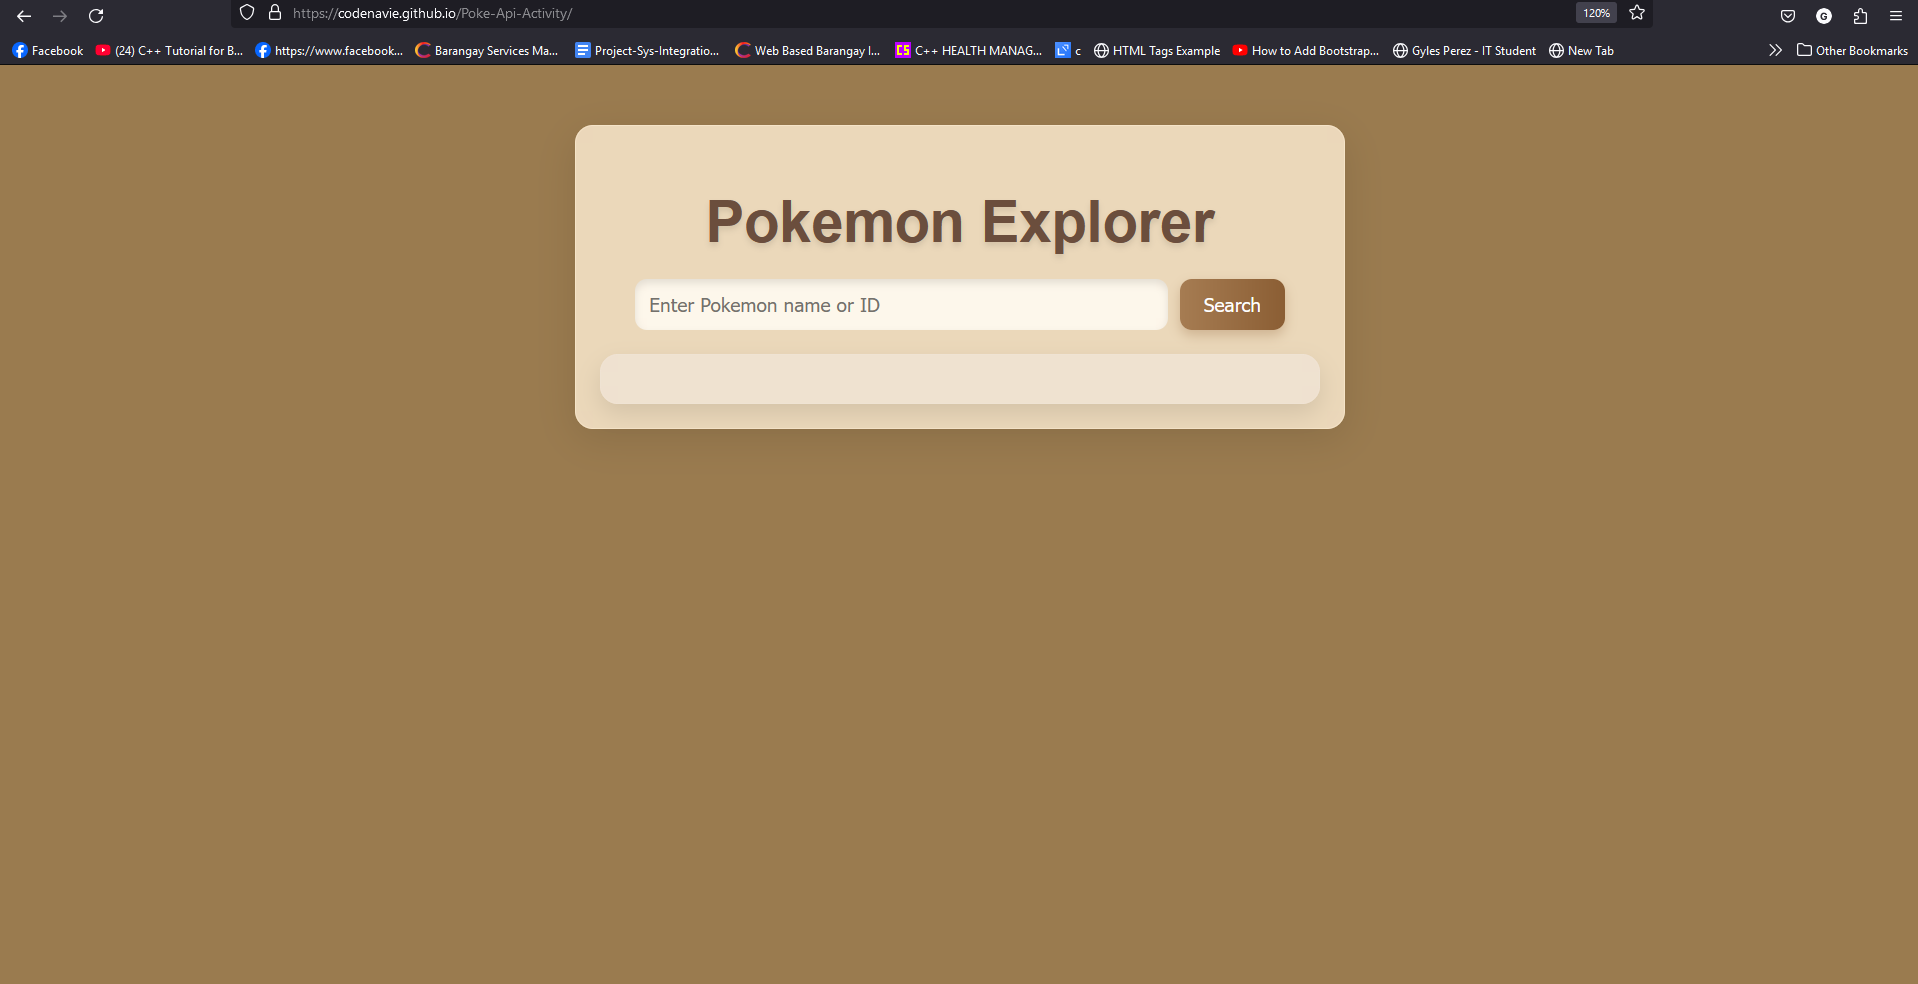 https://codenavie.github.io/Poke-Api-Activity/ 120% G
Facebook (24) C++ Tutorial for B... https://www.facebook... Barangay Services Ma... Project-Sys-Integratio... Web Based Barangay I... CS C++ HEALTH MANAG... c HTML Tags Example How to Add Bootstrap... Gyles Perez - IT Student New Tab Other Bookmarks
Pokemon Explorer
Enter Pokemon name or ID Search